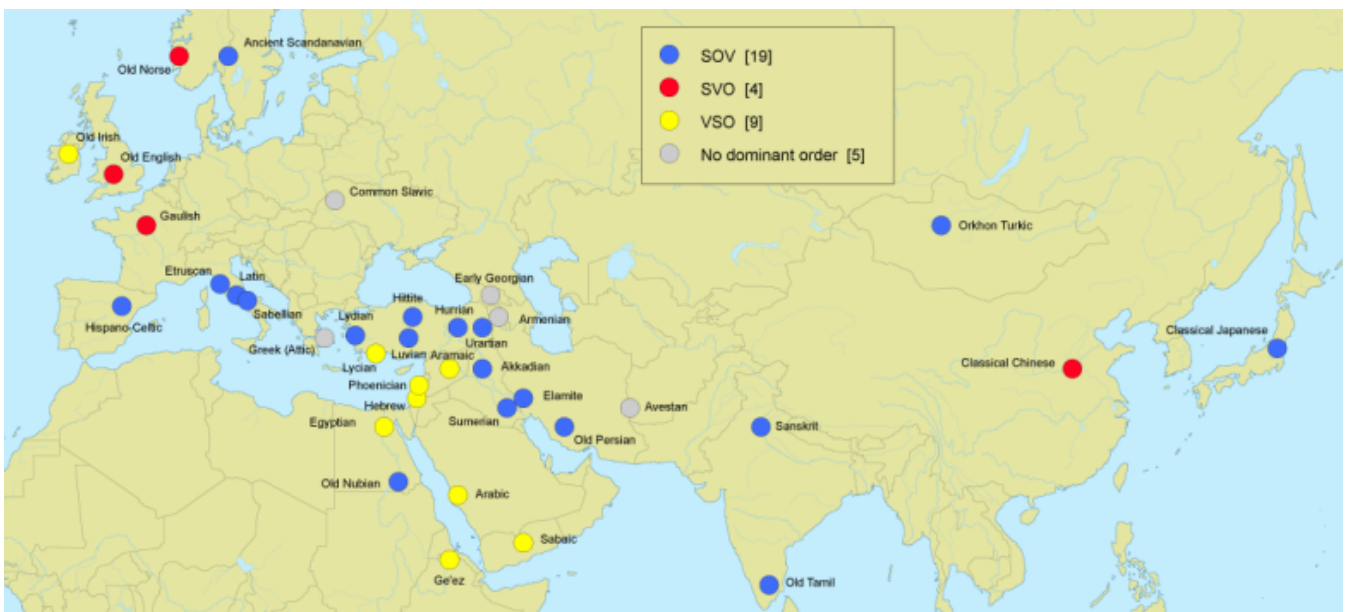 Ancient Scandanavian
Old Norse
SOV [19]
SVO [4]
VSO [9]
No dominant order [5]
Old Irish
Old English
Common Slavic
Gaulish
Orkhon Turkic
Etruscan
Latin
Early Georgian
Hittite
Hispano-Celtic
Sabellian
Lydian
Hurrian
Armenian
Classical Japanese
Greek (Attic)
Urartian
Luvian
Aramaic
Lycian
Akkadian
Classical Chinese
Phoenician
Elamite
Hebrew
Avestan
Egyptian
Sumerian
Sanskrit
Old Persian
Old Nubian
Arabic
Sabaic
Ge'ez
Old Tamil